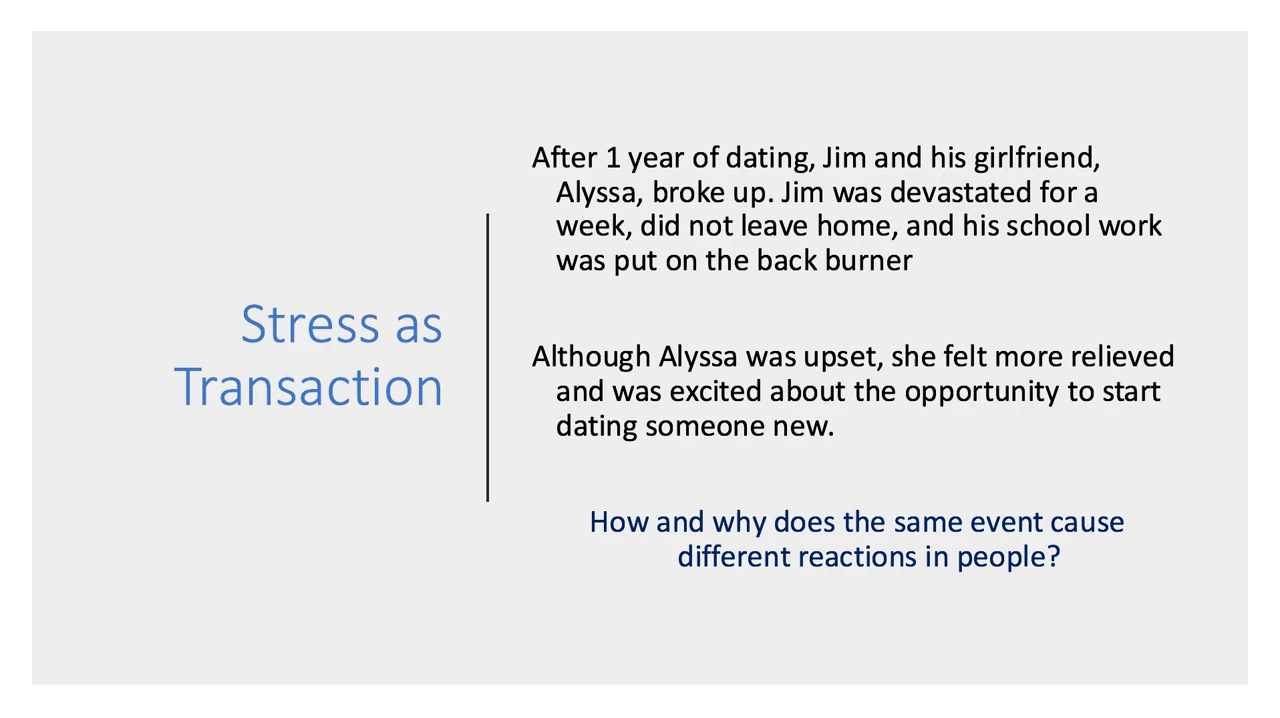 Stress as
Transaction
After 1 year of dating, Jim and his girlfriend,
Alyssa, broke up. Jim was devastated for a
week, did not leave home, and his school work
was put on the back burner
Although Alyssa was upset, she felt more relieved
and was excited about the opportunity to start
dating someone new.
How and why does the same event cause
different reactions in people?